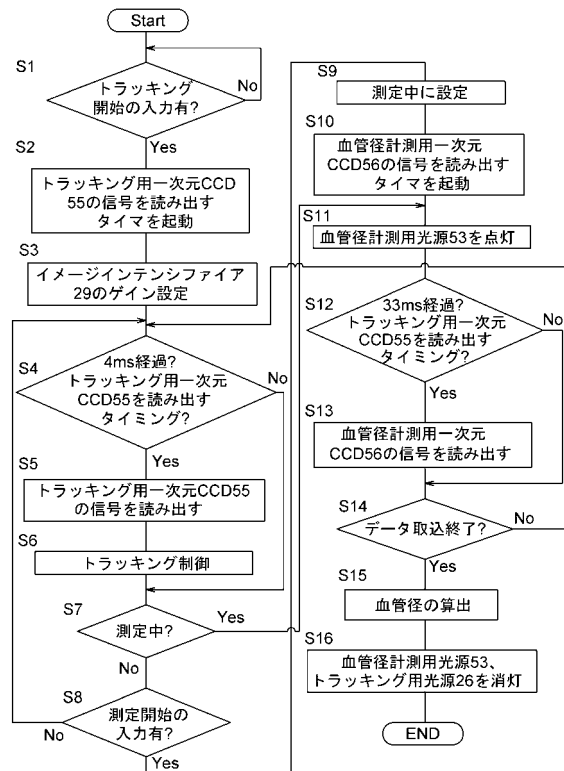 Start
S1
トラッキング
開始の入力有?
No
Yes
S2
トラッキング用一次元CCD
55の信号を読み出す
タイマを起動
S3
イメージインテンシファイア
29のゲイン設定
S4
4ms経過?
トラッキング用一次元
CCD55を読み出す
タイミング?
No
Yes
S5
トラッキング用一次元CCD55
の信号を読み出す
S6
トラッキング制御
S7
測定中?
Yes
No
S8
測定開始の
入力有?
No
Yes
S9
測定中に設定
S10
血管径計測用一次元
CCD56の信号を読み出す
タイマを起動
S11
血管径計測用光源53を点灯
S12
33ms経過?
トラッキング用一次元
CCD55を読み出す
タイミング?
No
Yes
S13
血管径計測用一次元
CCD56の信号を読み出す
S14
データ取込終了?
No
Yes
S15
血管径の算出
S16
血管径計測用光源53、
トラッキング用光源26を消灯
END